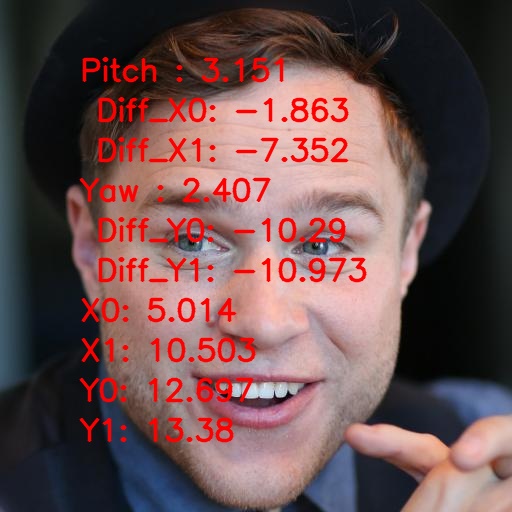 Pitch : 3.151
Diff_X0: -1.863
Diff_X1: -7.352
Yaw : 2.407
Diff_Y0: -10.29
Diff_Y1: -10.973
X0: 5.014
X1: 10.503
Y0: 12.697
Y1: 13.38